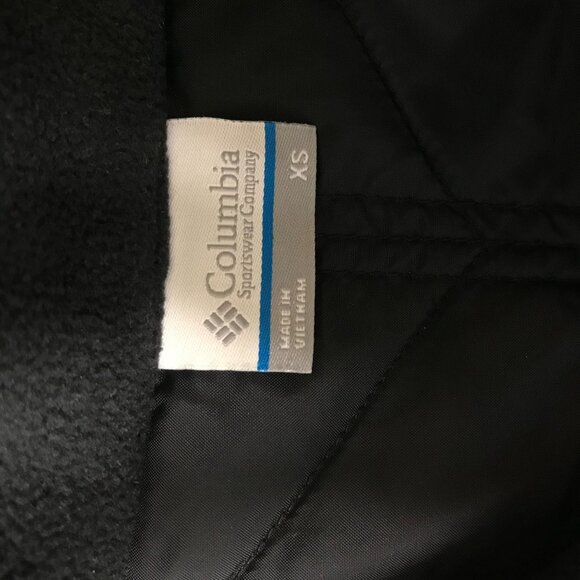 Columbia
Sportswear Company
MADE IN
VIETNAM
XS